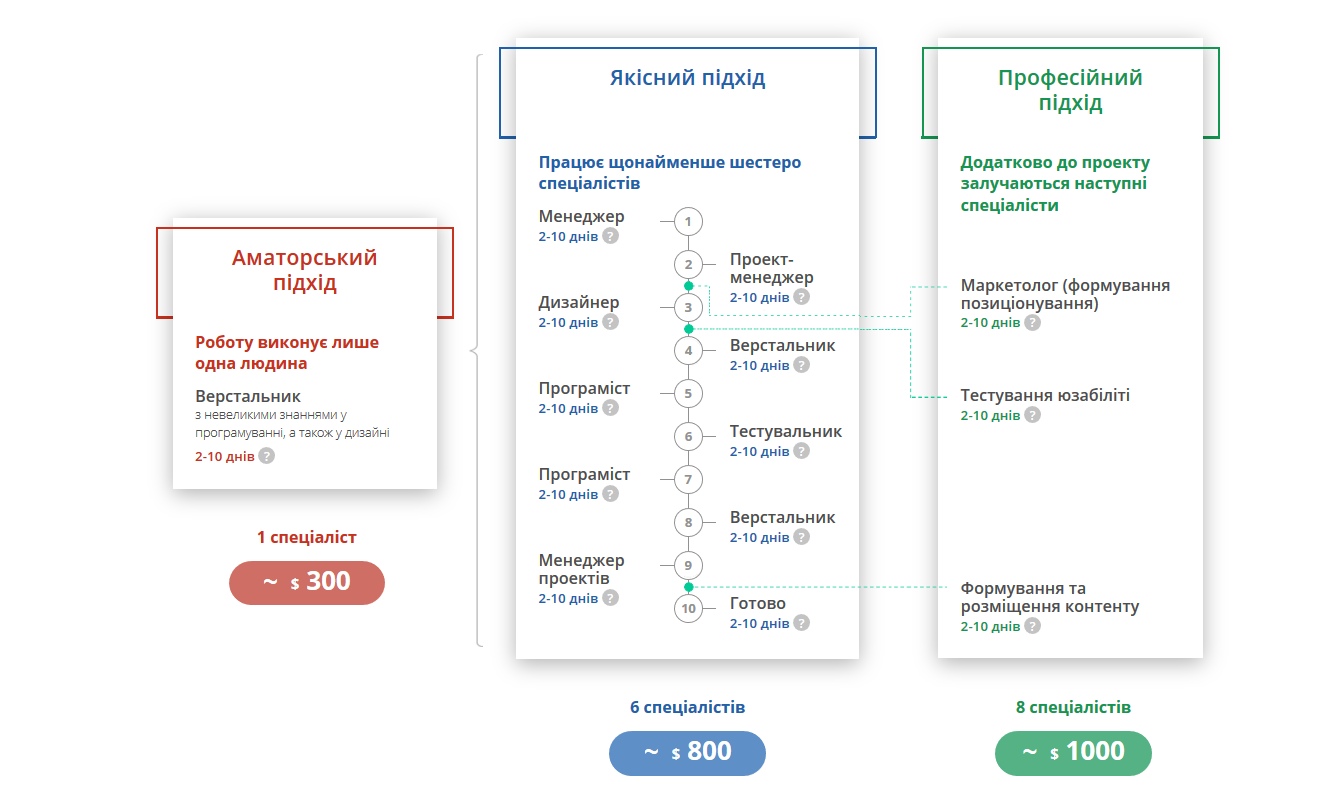 Аматорський
підхід
Роботу виконує лише
одна людина
Верстальник
з невеликими знаннями у
програмуванні, а також у дизайні
2-10 днів ?
1 спеціаліст
~ $ 300
Якісний підхід
Працює щонайменше шестеро
спеціалістів
Менеджер
2-10 днів ?
1
2
Проект-
менеджер
2-10 днів ?
Дизайнер
2-10 днів ?
3
4
Верстальник
2-10 днів ?
Програміст
2-10 днів ?
5
6
Тестувальник
2-10 днів ?
Програміст
2-10 днів ?
7
8
Верстальник
2-10 днів ?
Менеджер
проектів
2-10 днів ?
9
10
Готово
2-10 днів ?
6 спеціалістів
~ $ 800
Професійний
підхід
Додатково до проекту
залучаються наступні
спеціалісти
Маркетолог (формування
позиціонування)
2-10 днів ?
Тестування юзабіліті
2-10 днів ?
Формування та
розміщення контенту
2-10 днів ?
8 спеціалістів
~ $ 1000